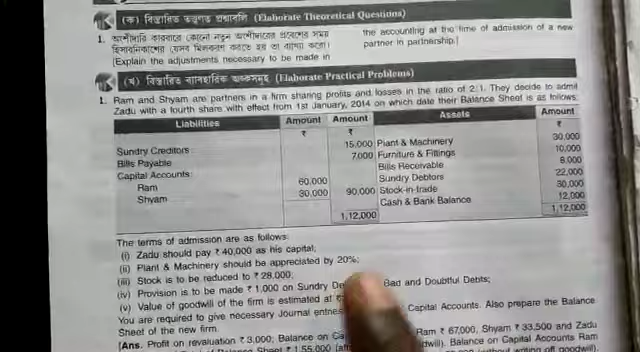 (ক) বিস্তারিত তত্ত্বগত প্রশ্নাবলি (Elaborate Theoretical Questions)
1. অংশীদারি কারবারে কোনো নতুন অংশীদারের প্রবেশের সময় হিসাবনিকাশের যেসব মিলকরণ করতে হয় তা ব্যাখ্যা করো।
[Explain the adjustments necessary to be made in
the accounting at the time of admission of a new
partner in partnership.]
(খ) বিস্তারিত ব্যাবহারিক অঙ্কসমূহ (Elaborate Practical Problems)
1. Ram and Shyam are partners in a firm sharing profits and losses in the ratio of 2:1. They decide to admit
Zadu with a fourth share with effect from 1st January, 2014 on which date their Balance Sheet is as follows:
Liabilities Amount Amount Assets Amount
₹ ₹ ₹
Sundry Creditors 15,000 Plant & Machinery 30,000
Bills Payable 7,000 Furniture & Fittings 10,000
Capital Accounts: Bills Receivable 8,000
Ram 60,000 Sundry Debtors 22,000
Shyam 30,000 90,000 Stock-in-trade 30,000
Cash & Bank Balance 12,000
1,12,000 1,12,000
The terms of admission are as follows:
(i) Zadu should pay ₹ 40,000 as his capital;
(ii) Plant & Machinery should be appreciated by 20%;
(iii) Stock is to be reduced to ₹ 28,000;
(iv) Provision is to be made ₹ 1,000 on Sundry Bad and Doubtful Debts;
(v) Value of goodwill of the firm is estimated at
You are required to give necessary Journal entries Capital Accounts. Also prepare the Balance
Sheet of the new firm.
[Ans. Profit on revaluation ₹ 3,000; Balance on Ram ₹ 67,000, Shyam ₹ 33,500 and Zadu
Balance Sheet ₹ 1,55,000 Balance on Capital Accounts Ram